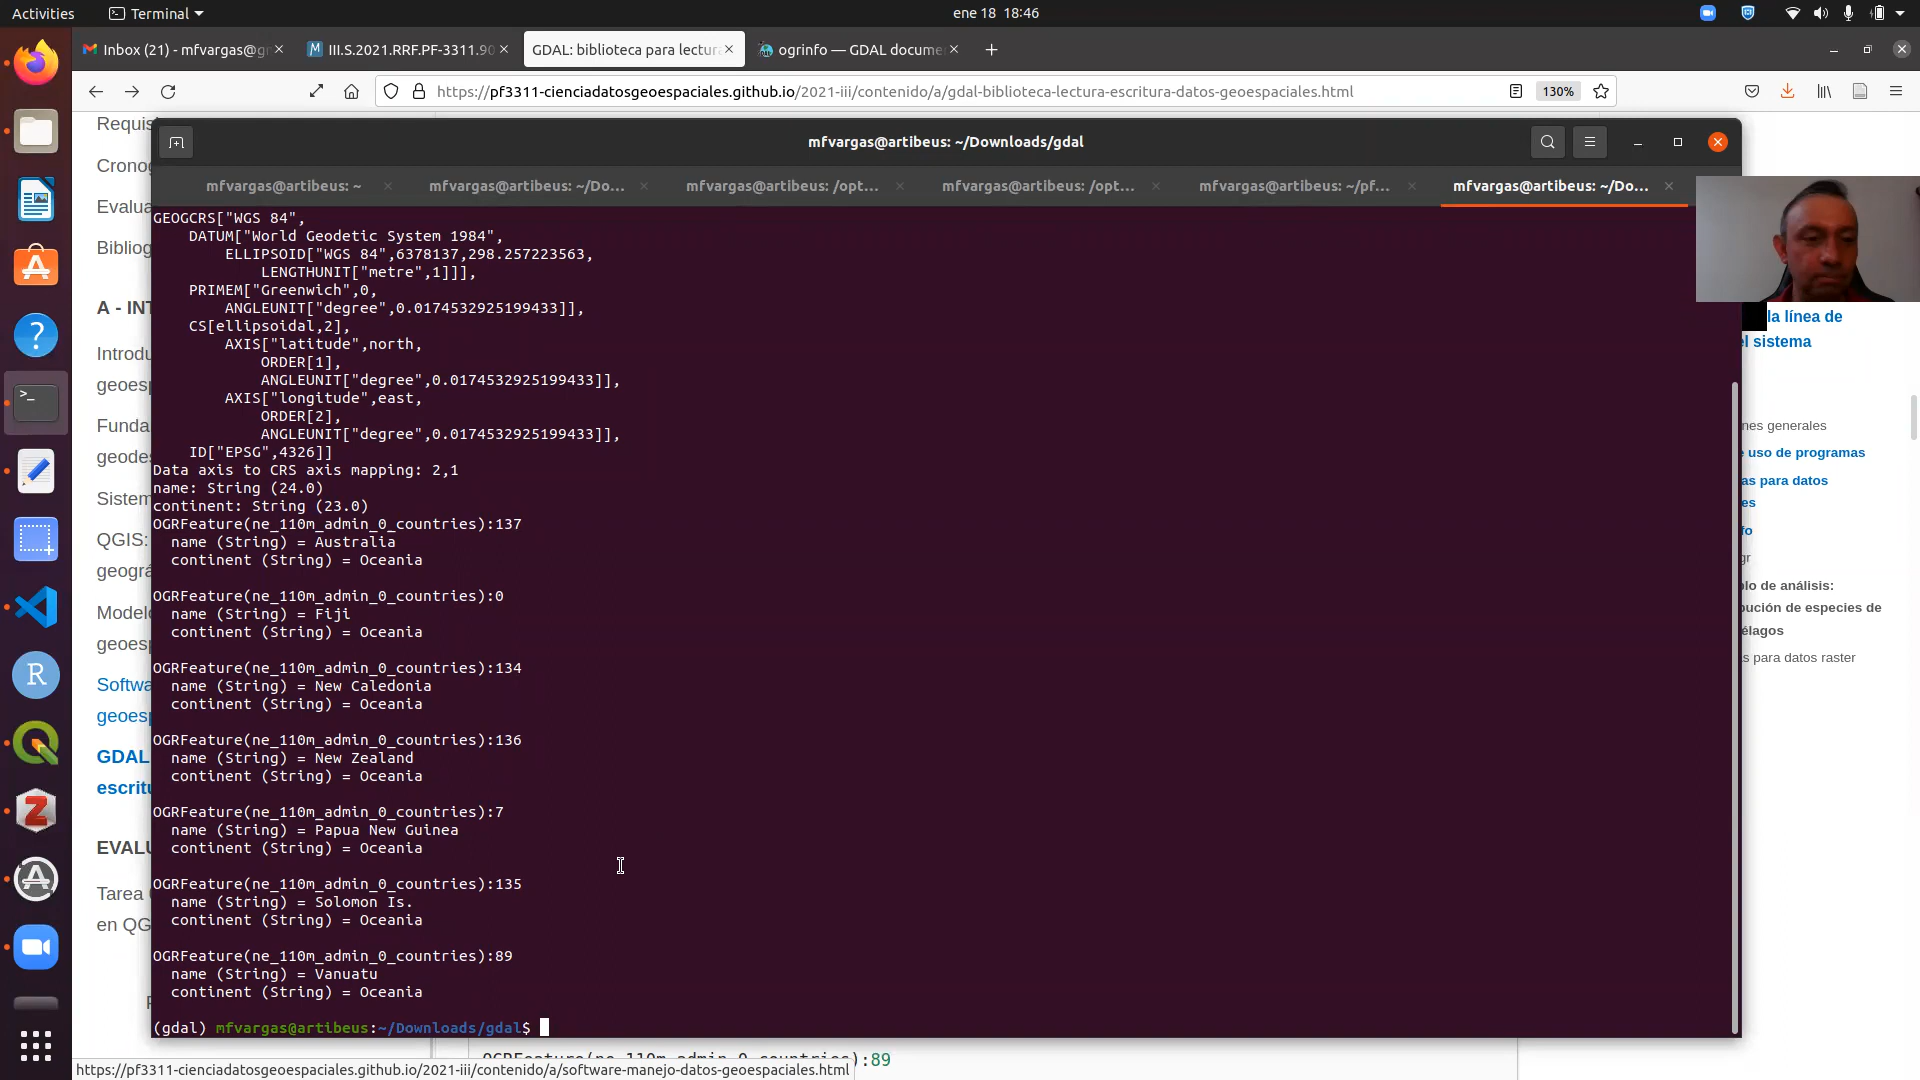 Activities
Terminal
ene 18 18:46
Inbox (21) - mfvargas@g
III.S.2021.RRF.PF-3311.90
GDAL: biblioteca para lectur
ogrinfo — GDAL docume
https://pf3311-cienciadatosgeoespaciales.github.io/2021-iii/contenido/a/gdal-biblioteca-lectura-escritura-datos-geoespaciales.html
130%
mfvargas@artibeus: ~/Downloads/gdal
mfvargas@artibeus: ~
mfvargas@artibeus: ~/Do...
mfvargas@artibeus: /opt...
mfvargas@artibeus: /opt...
mfvargas@artibeus: ~/pf...
mfvargas@artibeus: ~/Do...
Requis
Crono
Evalua
Bibliog
A - INT
Introdu
geoesp
Funda
geodes
Sistem
QGIS:
geográ
Modelo
geoesp
Softwa
geoesp
GDAL
escritu
EVALU
Tarea
en QG
GEOGCRS["WGS 84",
DATUM["World Geodetic System 1984",
ELLIPSOID["WGS 84",6378137,298.257223563,
LENGTHUNIT["metre",1]]],
PRIMEM["Greenwich",0,
ANGLEUNIT["degree",0.0174532925199433]],
CS[ellipsoidal,2],
AXIS["latitude",north,
ORDER[1],
ANGLEUNIT["degree",0.0174532925199433]],
AXIS["longitude",east,
ORDER[2],
ANGLEUNIT["degree",0.0174532925199433]],
ID["EPSG",4326]]
Data axis to CRS axis mapping: 2,1
name: String (24.0)
continent: String (23.0)
OGRFeature(ne_110m_admin_0_countries):137
name (String) = Australia
continent (String) = Oceania
OGRFeature(ne_110m_admin_0_countries):0
name (String) = Fiji
continent (String) = Oceania
OGRFeature(ne_110m_admin_0_countries):134
name (String) = New Caledonia
continent (String) = Oceania
OGRFeature(ne_110m_admin_0_countries):136
name (String) = New Zealand
continent (String) = Oceania
OGRFeature(ne_110m_admin_0_countries):7
name (String) = Papua New Guinea
continent (String) = Oceania
OGRFeature(ne_110m_admin_0_countries):135
name (String) = Solomon Is.
continent (String) = Oceania
OGRFeature(ne_110m_admin_0_countries):89
name (String) = Vanuatu
continent (String) = Oceania
(gdal) mfvargas@artibeus:~/Downloads/gdal$
la línea de
el sistema
nes generales
e uso de programas
as para datos
es
fo
gr
plo de análisis:
bución de especies de
élagos
as para datos raster
):89
https://pf3311-cienciadatosgeoespaciales.github.io/2021-iii/contenido/a/software-manejo-datos-geoespaciales.html